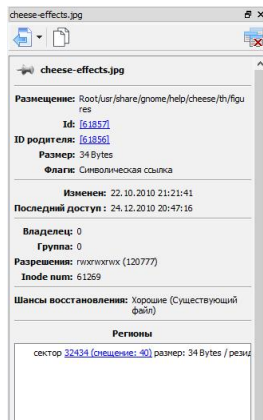 cheese-effects.jpg
cheese-effects.jpg
Размещение: Root/usr/share/gnome/help/cheese/th/figu
res
Id: [61857]
ID родителя: [61856]
Размер: 34 Bytes
Флаги: Символическая ссылка
Изменен: 22.10.2010 21:21:41
Последний доступ : 24.12.2010 20:47:16
Владелец: 0
Группа: 0
Разрешения: rwxrwxrwx (120777)
Inode num: 61269
Шансы восстановления: Хорошие (Существующий
файл)
Регионы
сектор 32434 (смещение: 40) размер: 34 Bytes / резид